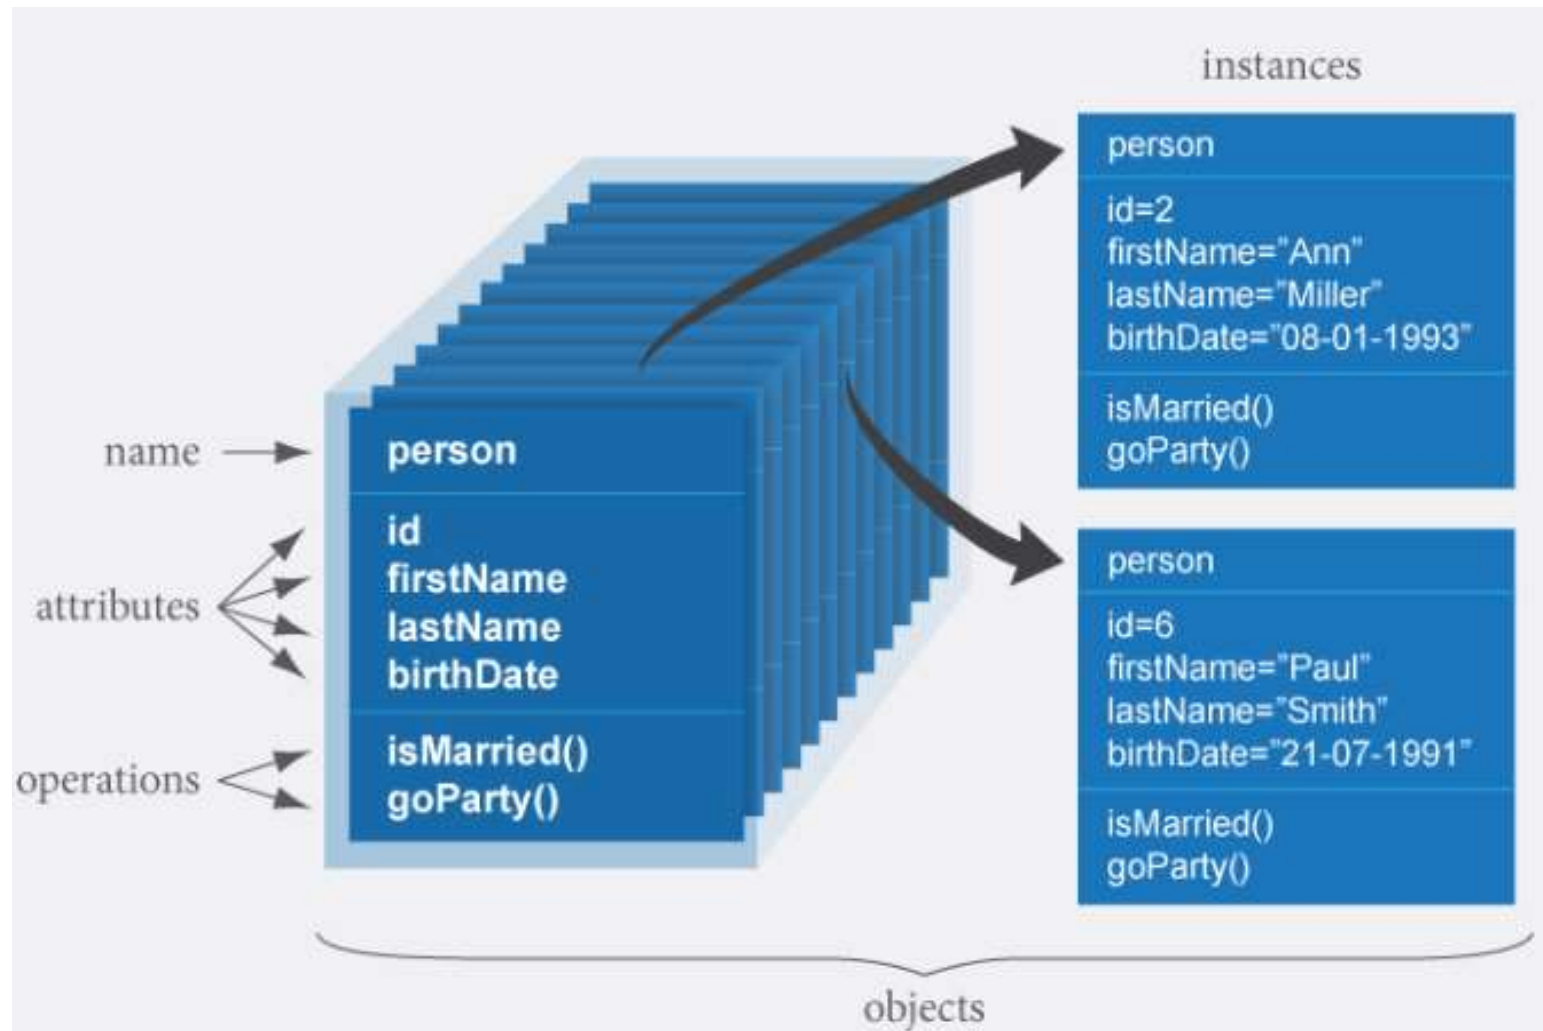 instances
person
id=2
firstName="Ann"
lastName="Miller"
birthDate="08-01-1993"
isMarried()
goParty()
name
person
attributes
id
firstName
lastName
birthDate
operations
isMarried()
goParty()
person
id=6
firstName="Paul"
lastName="Smith"
birthDate="21-07-1991"
isMarried()
goParty()
objects